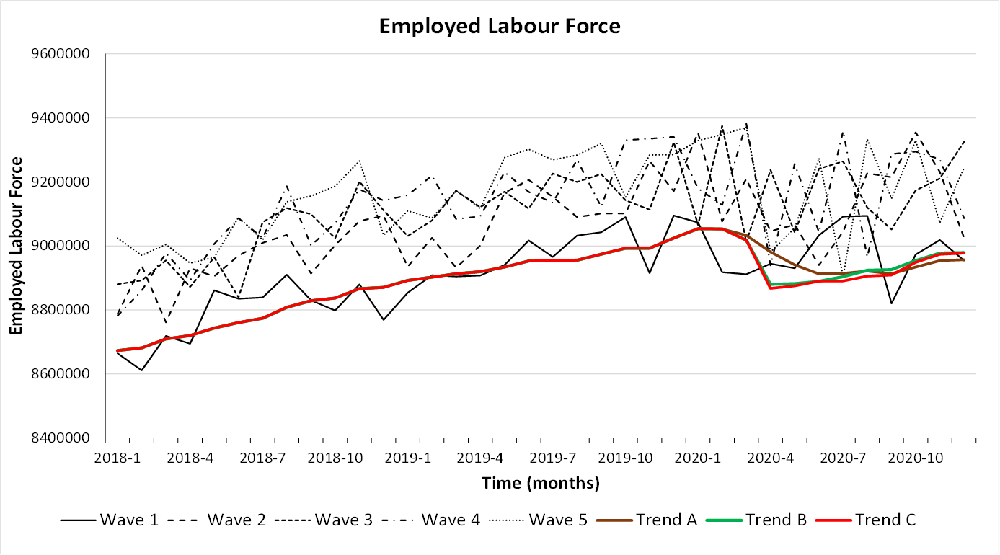 Employed Labour Force
Employed Labour Force
9600000
9400000
9200000
9000000
8800000
8600000
8400000
2018-1 2018-4 2018-7 2018-10 2019-1 2019-4 2019-7 2019-10 2020-1 2020-4 2020-7 2020-10
Time (months)
Wave 1 Wave 2 Wave 3 Wave 4 Wave 5 Trend A Trend B Trend C